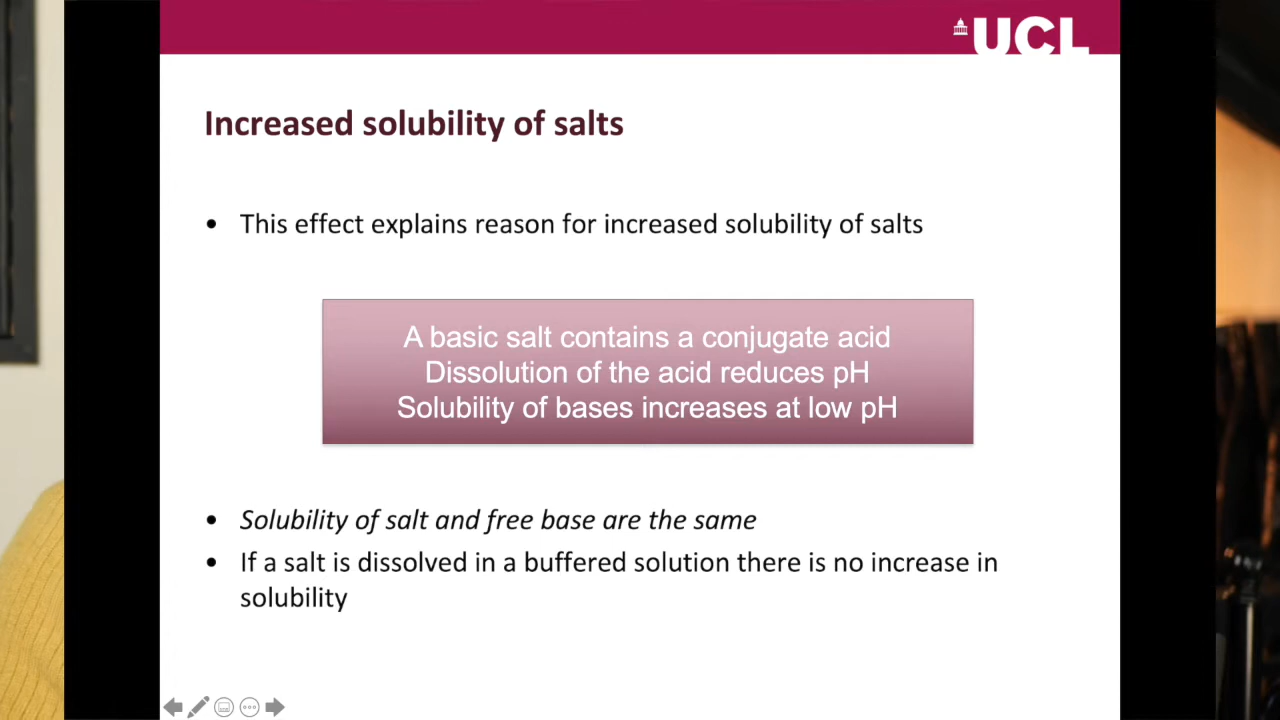 UCL
Increased solubility of salts
• This effect explains reason for increased solubility of salts
A basic salt contains a conjugate acid
Dissolution of the acid reduces pH
Solubility of bases increases at low pH
• Solubility of salt and free base are the same
• If a salt is dissolved in a buffered solution there is no increase in
solubility